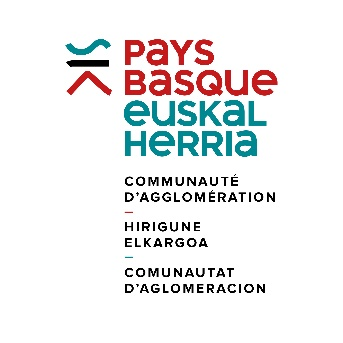 PAYS
BASQUE
EUSKAL
HERRIA
COMMUNAUTÉ
D'AGGLOMÉRATION
HIRIGUNE
ELKARGOA
COMUNAUTAT
D'AGLOMERACION